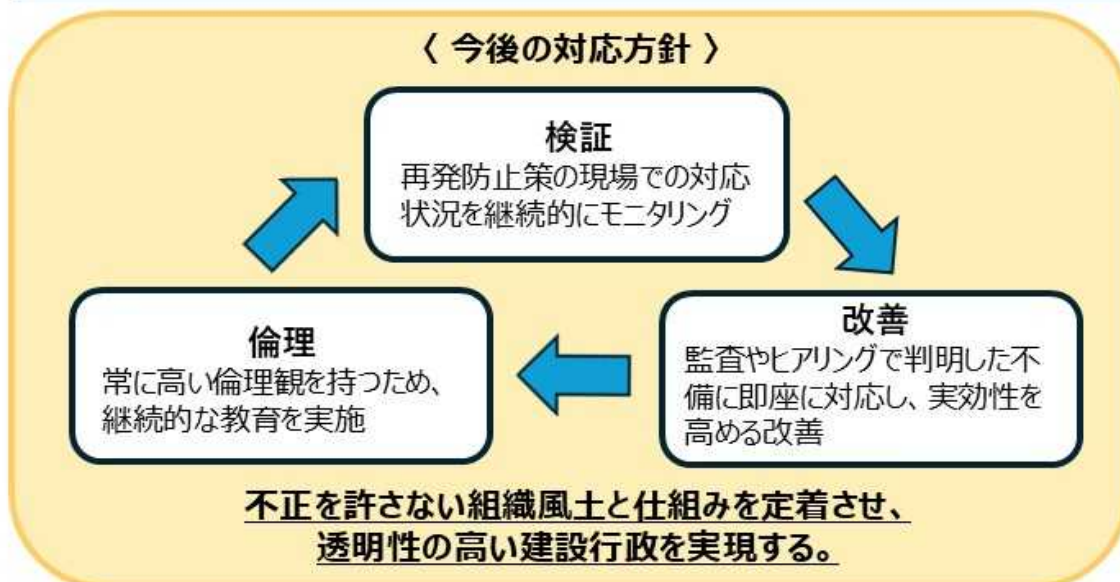 〈 今後の対応方針 〉
検証
再発防止策の現場での対応
状況を継続的にモニタリング
改善
監査やヒアリングで判明した不
備に即座に対応し、実効性を
高める改善
倫理
常に高い倫理観を持つため、
継続的な教育を実施
不正を許さない組織風土と仕組みを定着させ、
透明性の高い建設行政を実現する。